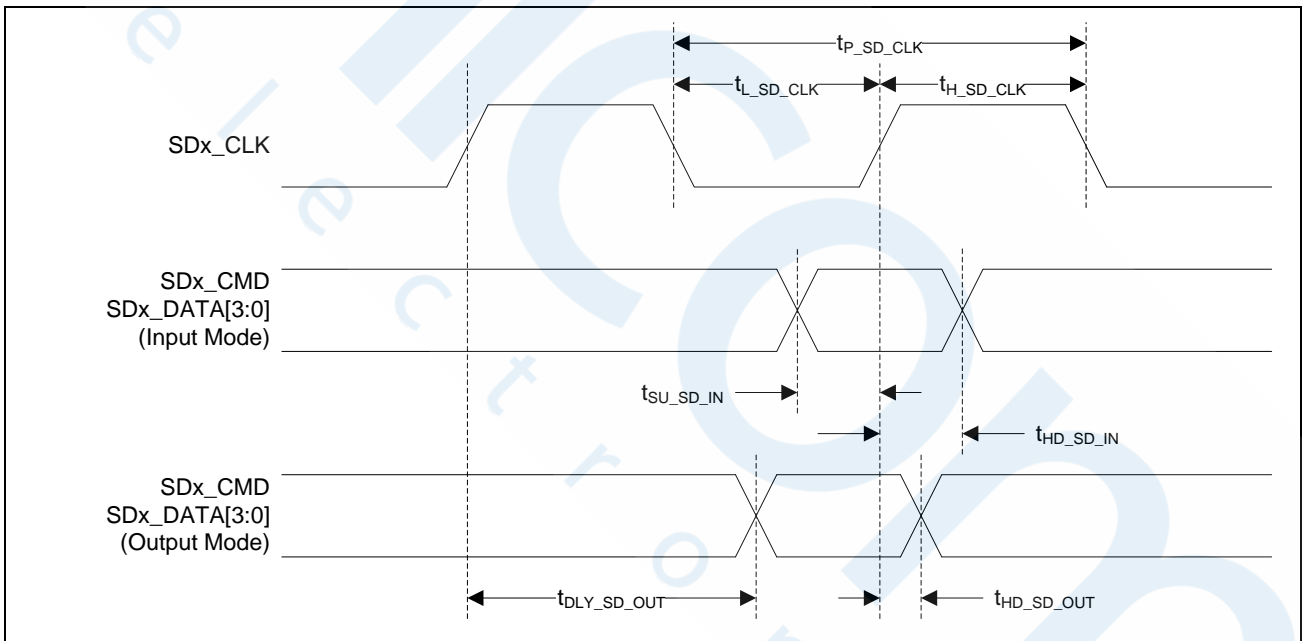 tP_SD_CLK
tL_SD_CLK
tH_SD_CLK
SDx_CLK
SDx_CMD
SDx_DATA[3:0]
(Input Mode)
tSU_SD_IN
tHD_SD_IN
SDx_CMD
SDx_DATA[3:0]
(Output Mode)
tDLY_SD_OUT
tHD_SD_OUT